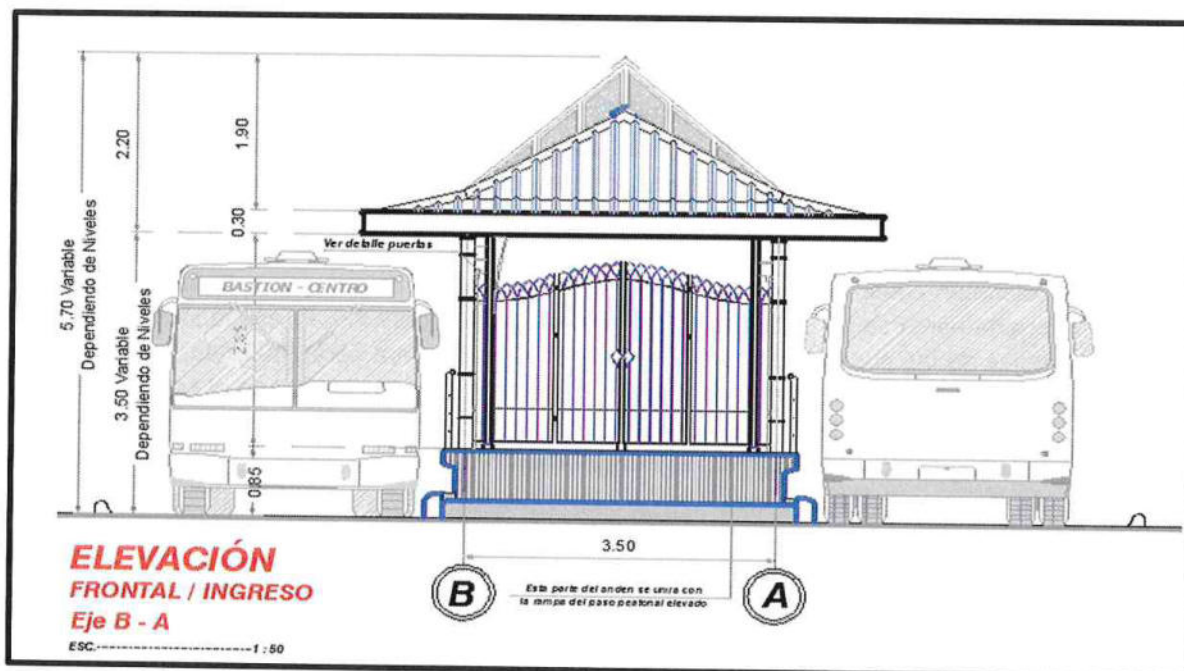 5.70 Variable
Dependiendo de Niveles
2.20
3.50 Variable
Dependiendo de Niveles
1.90
0.30
0.85
Ver detalle puertas
BASTION - CENTRO
3.50
B
A
Esta parte del anden se unira con
la rampa del paso peatonal elevado
ELEVACIÓN
FRONTAL / INGRESO
Eje B - A
ESC.------------------------------1 : 50